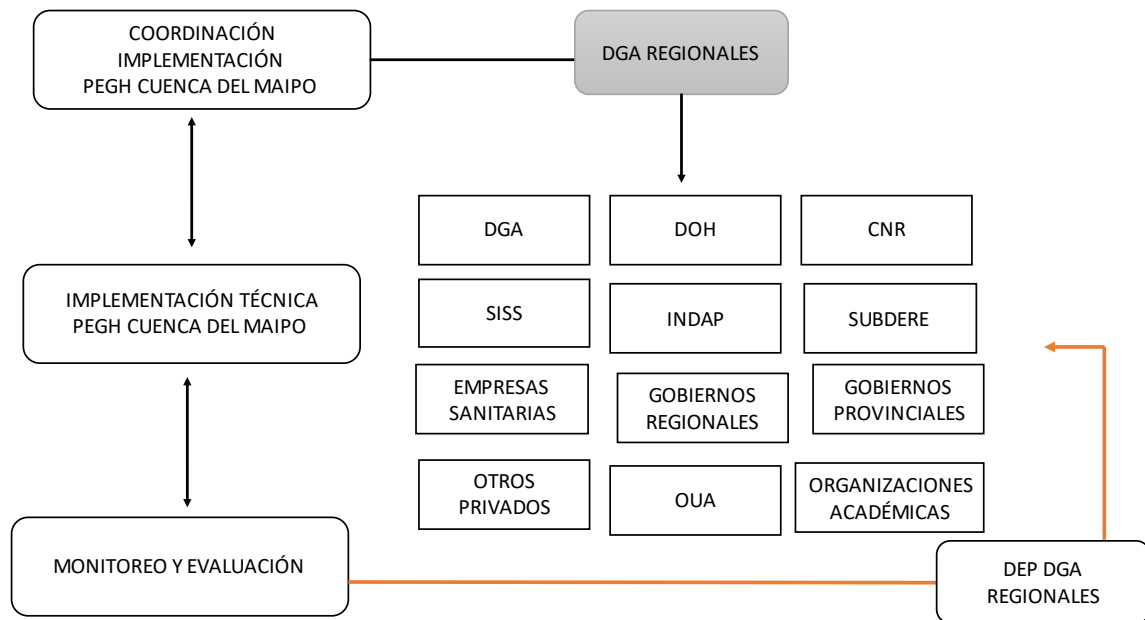 COORDINACIÓN
IMPLEMENTACIÓN
PEGH CUENCA DEL MAIPO
DGA REGIONALES
DGA
DOH
CNR
IMPLEMENTACIÓN TÉCNICA
PEGH CUENCA DEL MAIPO
SISS
INDAP
SUBDERE
EMPRESAS
SANITARIAS
GOBIERNOS
REGIONALES
GOBIERNOS
PROVINCIALES
OTROS
PRIVADOS
OUA
ORGANIZACIONES
ACADÉMICAS
MONITOREO Y EVALUACIÓN
DEP DGA
REGIONALES